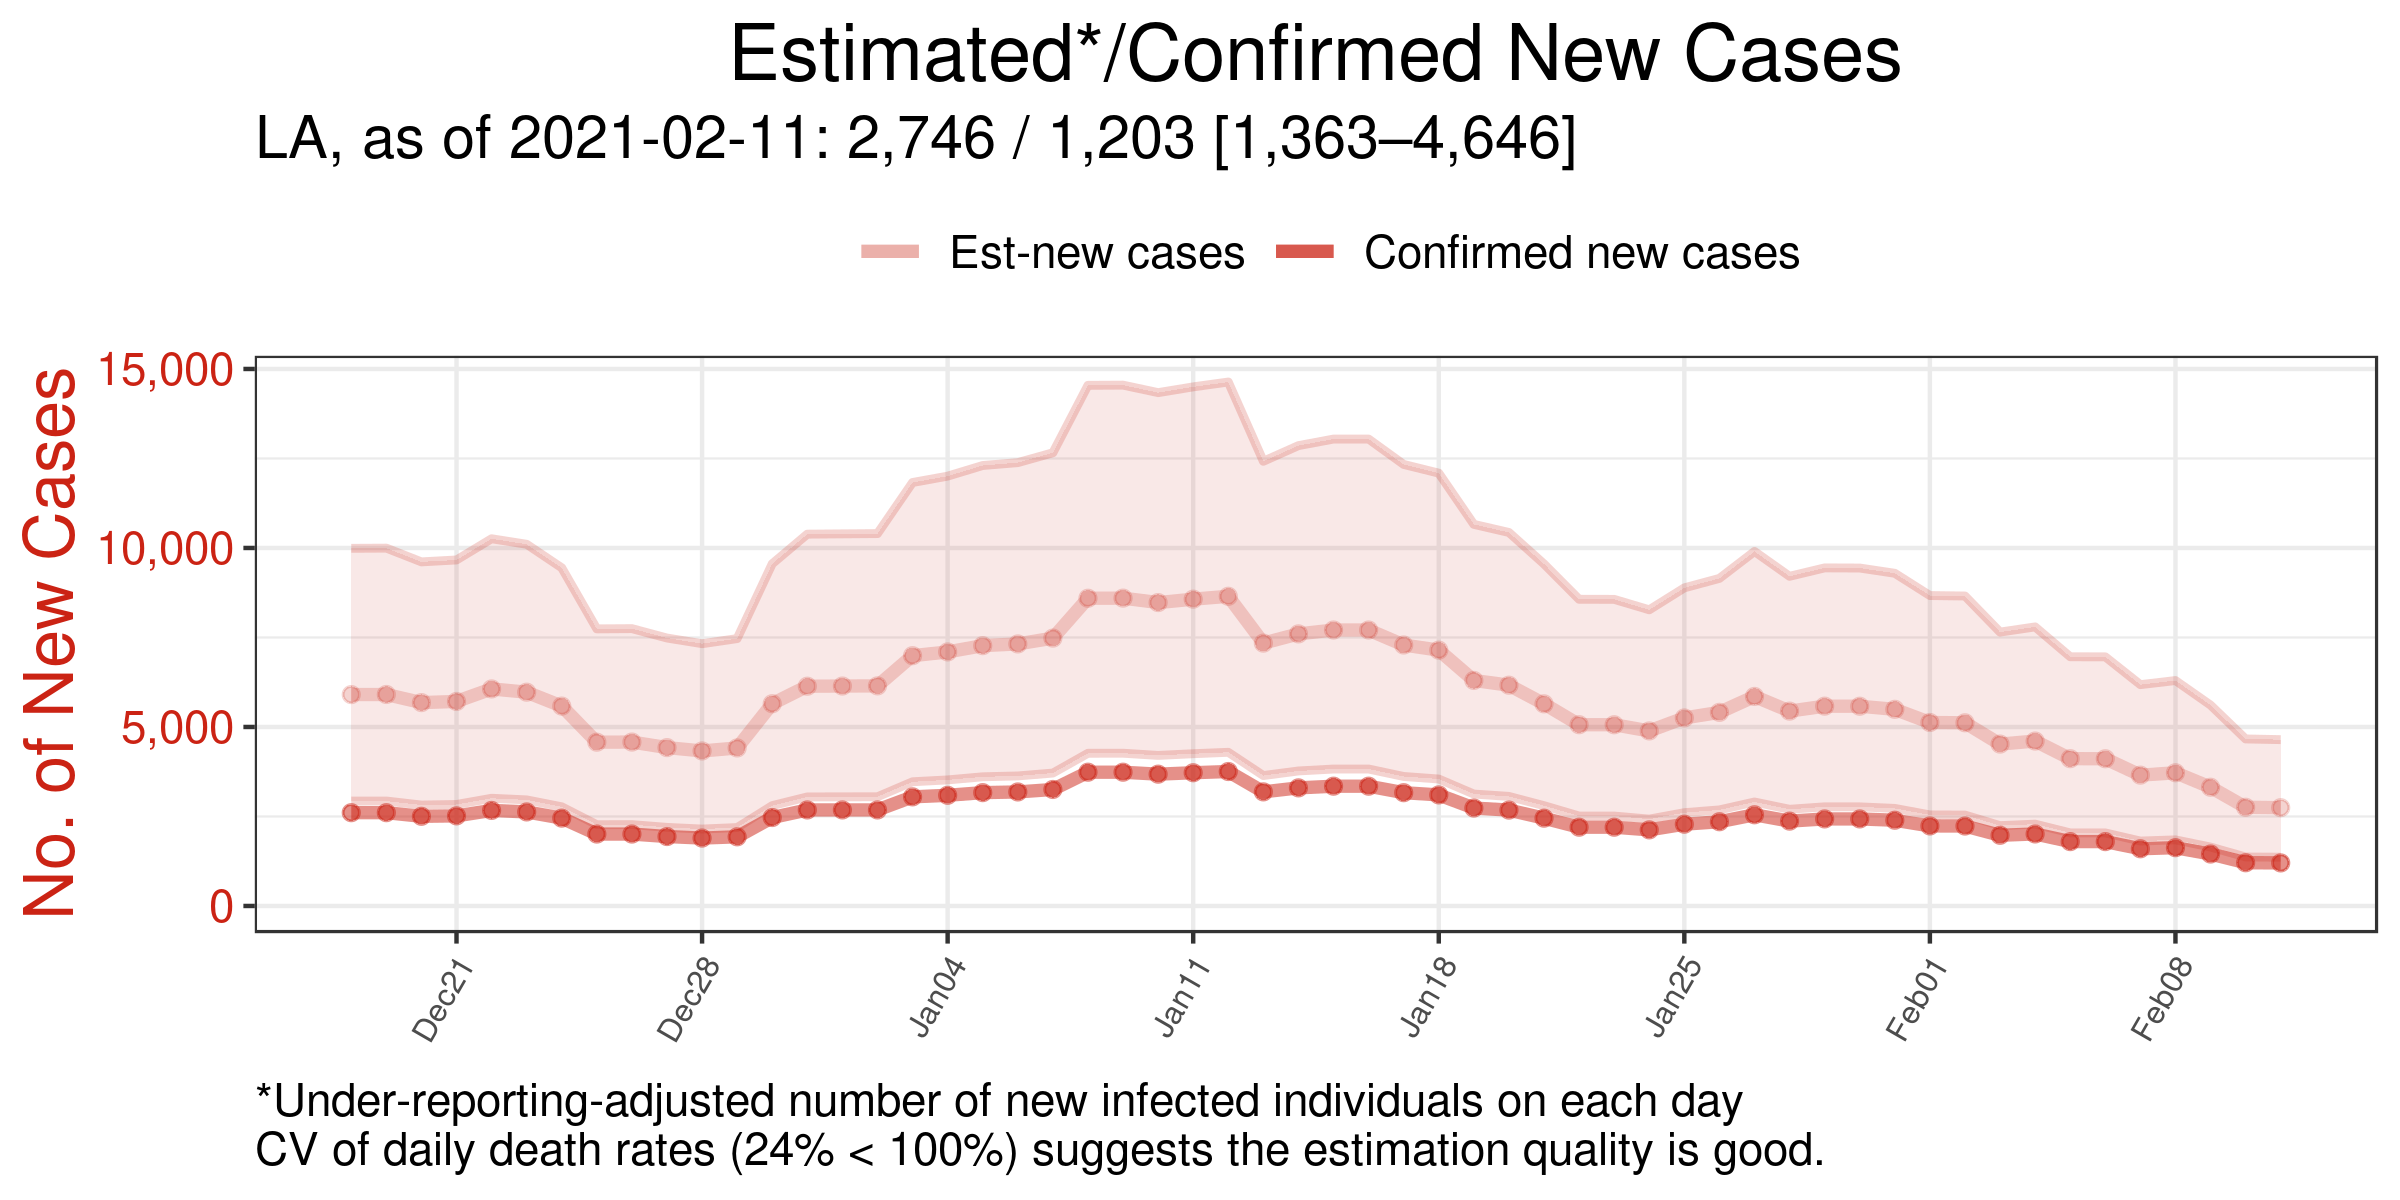 Estimated*/Confirmed New Cases
LA, as of 2021-02-11: 2,746 / 1,203 [1,363–4,646]
Est-new cases Confirmed new cases
No. of New Cases
15,000
10,000
5,000
0
Dec21 Dec28 Jan04 Jan11 Jan18 Jan25 Feb01 Feb08
*Under-reporting-adjusted number of new infected individuals on each day
CV of daily death rates (24% < 100%) suggests the estimation quality is good.